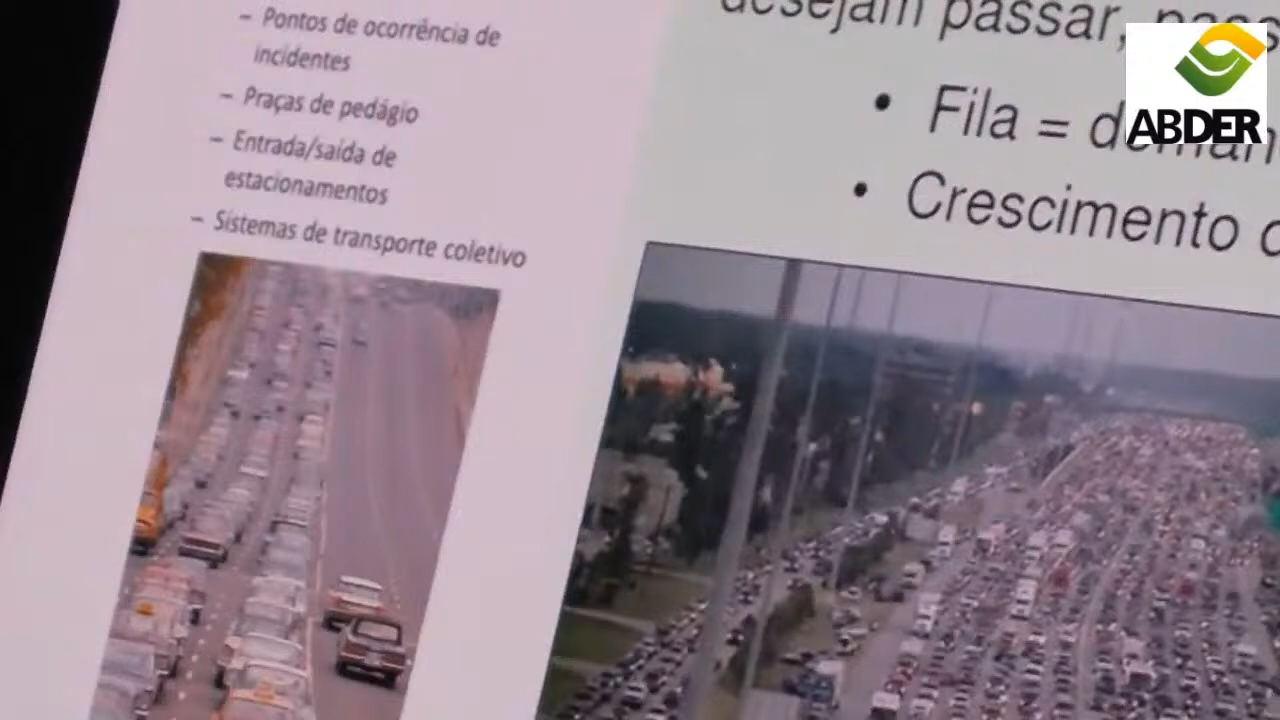 – Pontos de ocorrência de
incidentes
– Praças de pedágio
– Entrada/saída de
estacionamentos
– Sistemas de transporte coletivo
desejam passar,
• Fila =
• Crescimento
ABDER